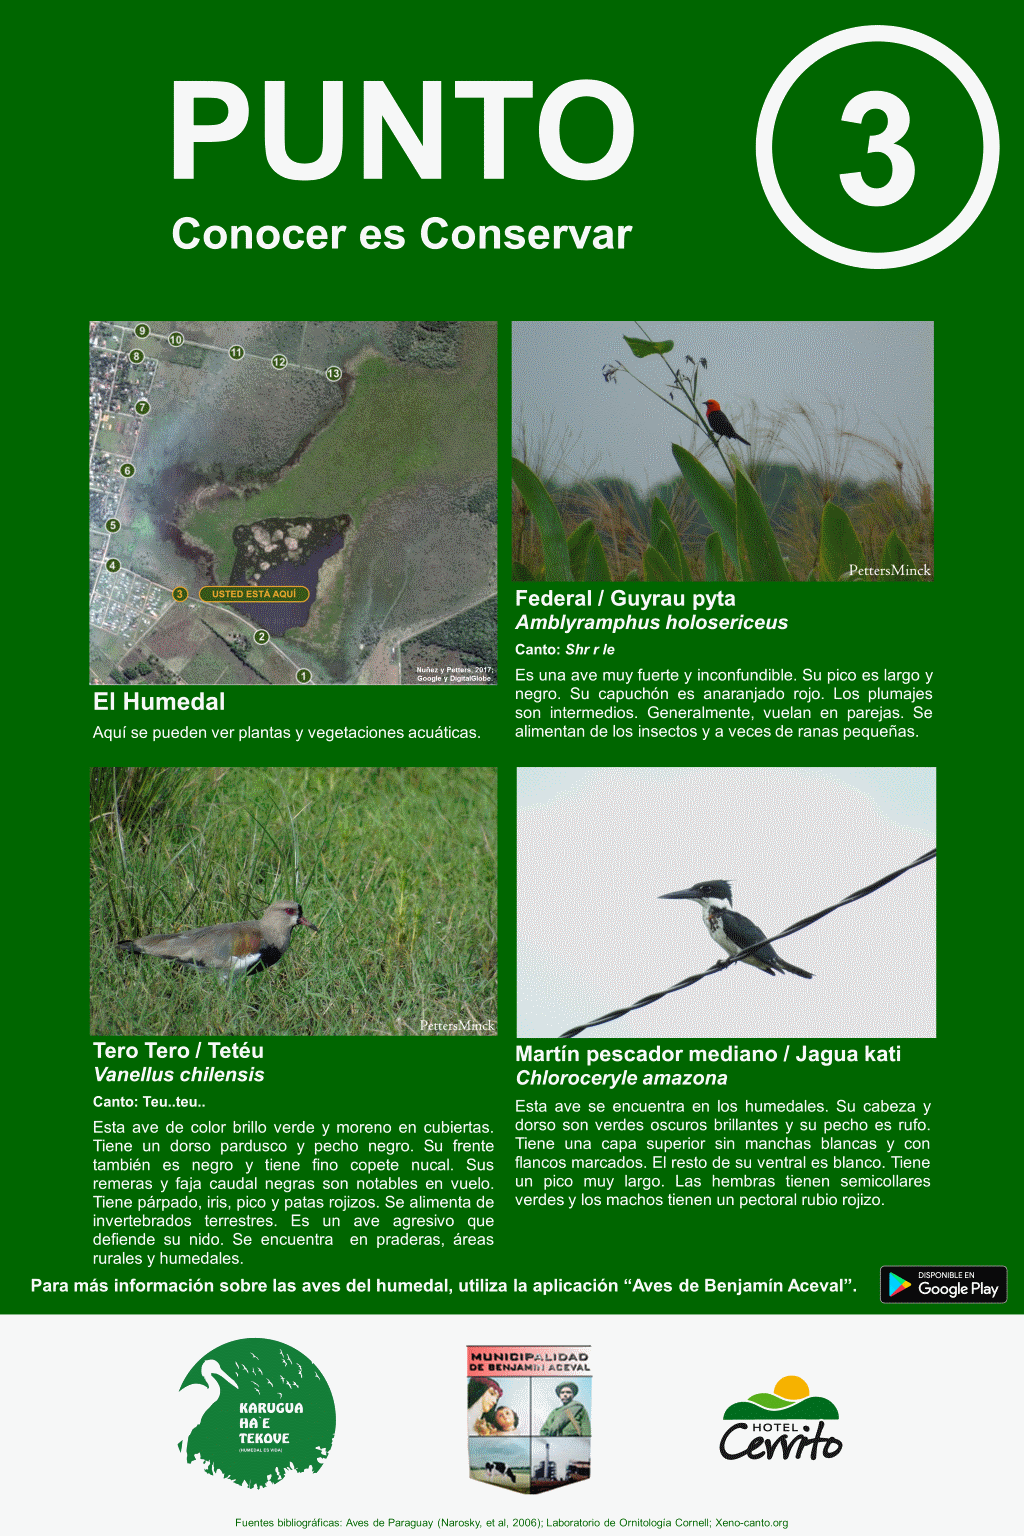 PUNTO
3
Conocer es Conservar
9
10
11
12
13
8
7
6
5
4
3
USTED ESTÁ AQUÍ
2
1
Nuñez y Petters, 2017;
Google y DigitalGlobe.
El Humedal
Aquí se pueden ver plantas y vegetaciones acuáticas.
PettersMinck
Federal / Guyrau pyta
Amblyramphus holosericeus
Canto: Shr r le
Es una ave muy fuerte y inconfundible. Su pico es largo y
negro. Su capuchón es anaranjado rojo. Los plumajes
son intermedios. Generalmente, vuelan en parejas. Se
alimentan de los insectos y a veces de ranas pequeñas.
PettersMinck
Tero Tero / Tetéu
Vanellus chilensis
Canto: Teu..teu..
Esta ave de color brillo verde y moreno en cubiertas.
Tiene un dorso pardusco y pecho negro. Su frente
también es negro y tiene fino copete nucal. Sus
remeras y faja caudal negras son notables en vuelo.
Tiene párpado, iris, pico y patas rojizos. Se alimenta de
invertebrados terrestres. Es un ave agresivo que
defiende su nido. Se encuentra en praderas, áreas
rurales y humedales.
Martín pescador mediano / Jagua kati
Chloroceryle amazona
Esta ave se encuentra en los humedales. Su cabeza y
dorso son verdes oscuros brillantes y su pecho es rufo.
Tiene una capa superior sin manchas blancas y con
flancos marcados. El resto de su ventral es blanco. Tiene
un pico muy largo. Las hembras tienen semicollares
verdes y los machos tienen un pectoral rubio rojizo.
Para más información sobre las aves del humedal, utiliza la aplicación “Aves de Benjamín Aceval”.
DISPONIBLE EN
Google Play
KARUGUA
HA'E
TEKOVE
(HUMEDAL ES VIDA)
MUNICIPALIDAD
DE BENJAMIN ACEVAL
HOTEL
Cerrito
Fuentes bibliográficas: Aves de Paraguay (Narosky, et al, 2006); Laboratorio de Ornitología Cornell; Xeno-canto.org